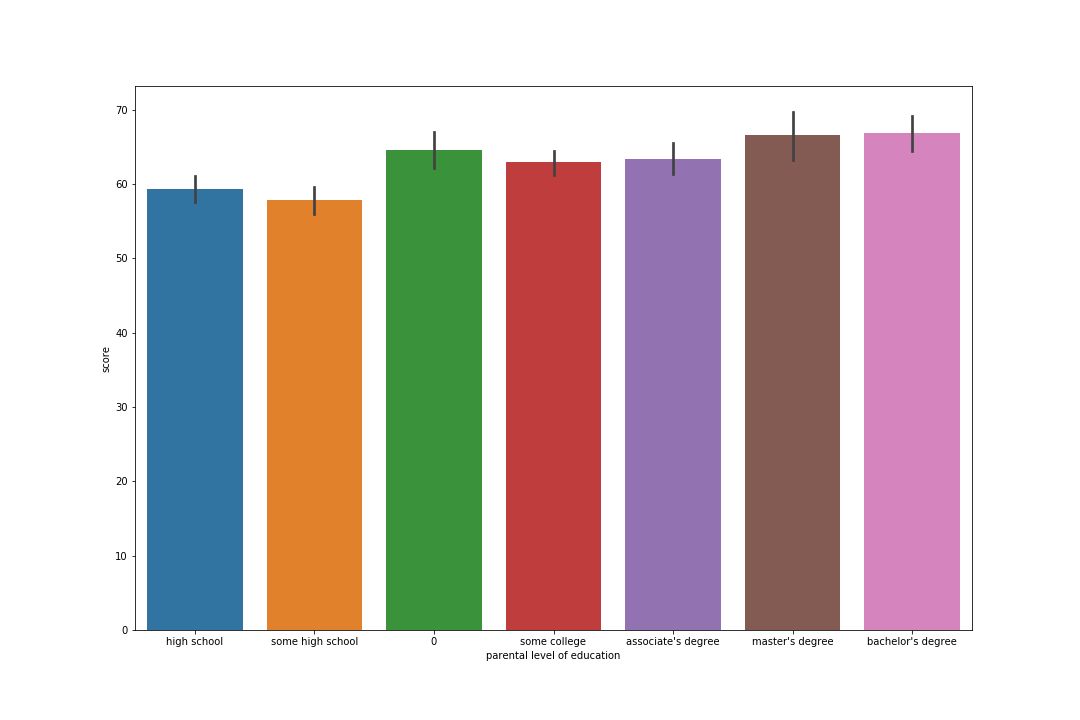 70
60
50
40
30
20
10
0
score
high school some high school 0 some college associate's degree master's degree bachelor's degree
parental level of education